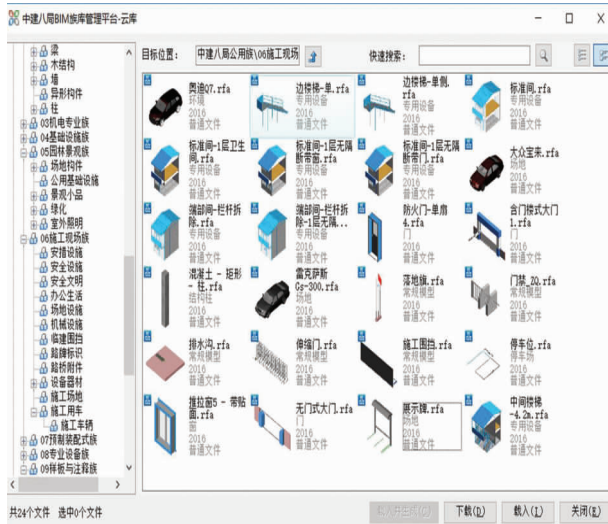 中建八局BIM族库管理平台-云库
目标位置：
中建八局公用族\06施工现场
快速搜索：
梁
木结构
墙
异形构件
柱
03机电专业族
04基础设施族
05园林景观族
场地构件
公用基础设施
景观小品
绿化
室外照明
06施工现场族
安措设施
安全设施
安全文明
办公生活
场地设施
机械设施
临建围挡
路牌标识
路桥附件
设备器材
施工场地
施工用车
施工车辆
07预制装配式族
08专业设备族
09样板与注释族
奥迪Q7.rfa
环境
2016
普通文件
边楼梯-单.rfa
专用设备
2016
普通文件
边楼梯-单侧.
rfa
专用设备
2016
普通文件
标准间.rfa
专用设备
2016
普通文件
标准间-1层卫生
间.rfa
专用设备
2016
普通文件
标准间-1层无隔
断带窗.rfa
专用设备
2016
普通文件
标准间-1层无隔
断带门.rfa
专用设备
2016
普通文件
大众宝来.rfa
场地
2016
普通文件
端部间-栏杆拆
除.rfa
专用设备
2016
普通文件
端部间-栏杆拆
除-1层无隔...
专用设备
2016
普通文件
防火门-单扇
4.rfa
门
2016
普通文件
含门楼式大门
1.rfa
门
2016
普通文件
混凝土 - 矩形
- 柱.rfa
结构柱
2016
普通文件
雷克萨斯
Gs-300.rfa
场地
2016
普通文件
落地旗.rfa
常规模型
2016
普通文件
门禁_ZQ.rfa
常规模型
2016
普通文件
排水沟.rfa
常规模型
2016
普通文件
伸缩门.rfa
常规模型
2016
普通文件
施工围挡.rfa
常规模型
2016
普通文件
停车位.rfa
停车场
2016
普通文件
推拉窗5 - 带贴
面.rfa
窗
2016
普通文件
无门式大门.rfa
门
2016
普通文件
展示牌.rfa
场地
2016
普通文件
中间楼梯
-4.2m.rfa
专用设备
2016
普通文件
共24个文件 选中0个文件
下载(D)
载入(I)
关闭(E)